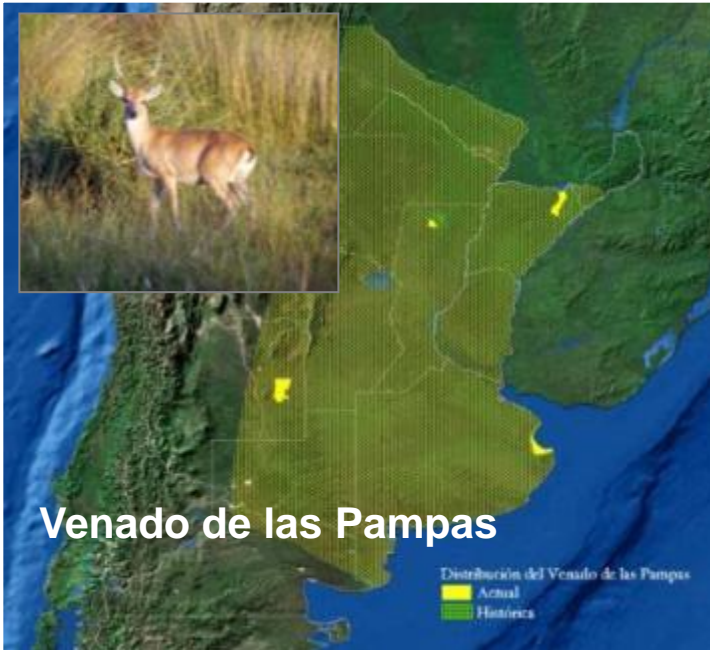 Venado de las Pampas
Distribución del Venado de las Pampas
Actual
Histórica